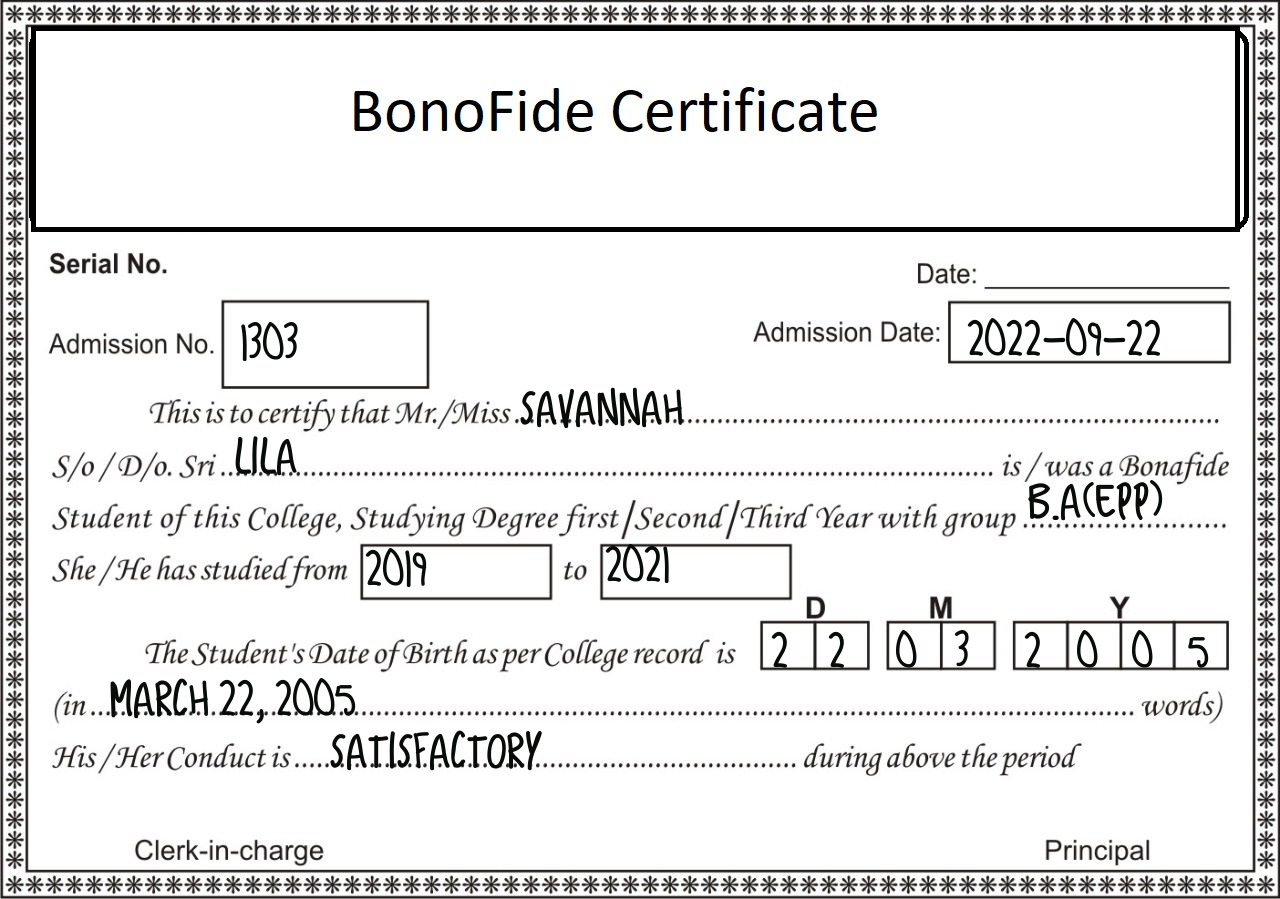 BonoFide Certificate
Serial No.
Date:
Admission No. 1303
Admission Date: 2022-09-22
This is to certify that Mr./Miss SAVANNAH
S/o / D/o. Sri LILA is / was a Bonafide
Student of this College, Studying Degree first/Second/Third Year with group B.A(EPP)
She / He has studied from 2019 to 2021
D M Y
The Student's Date of Birth as per College record is 2 2 0 3 2 0 0 5
(in MARCH 22, 2005 words)
His / Her Conduct is SATISFACTORY during above the period
Clerk-in-charge Principal